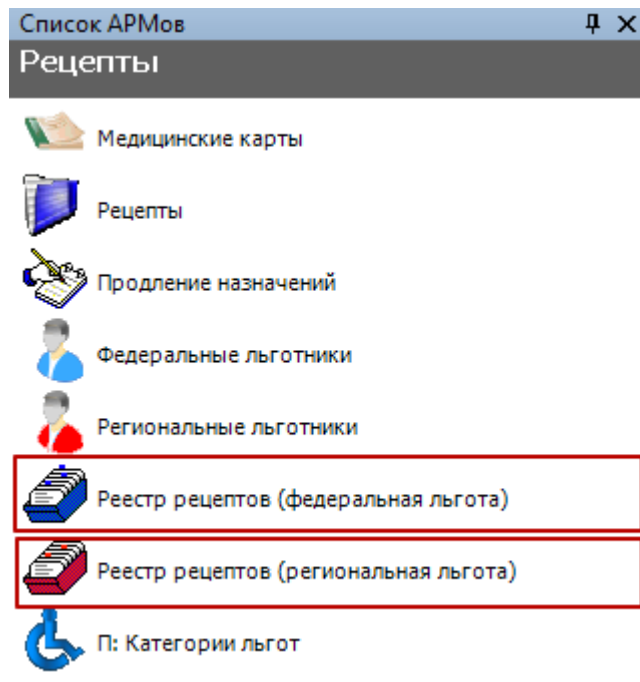 Список АРМов
Рецепты
Медицинские карты
Рецепты
Продление назначений
Федеральные льготники
Региональные льготники
Реестр рецептов (федеральная льгота)
Реестр рецептов (региональная льгота)
П: Категории льгот